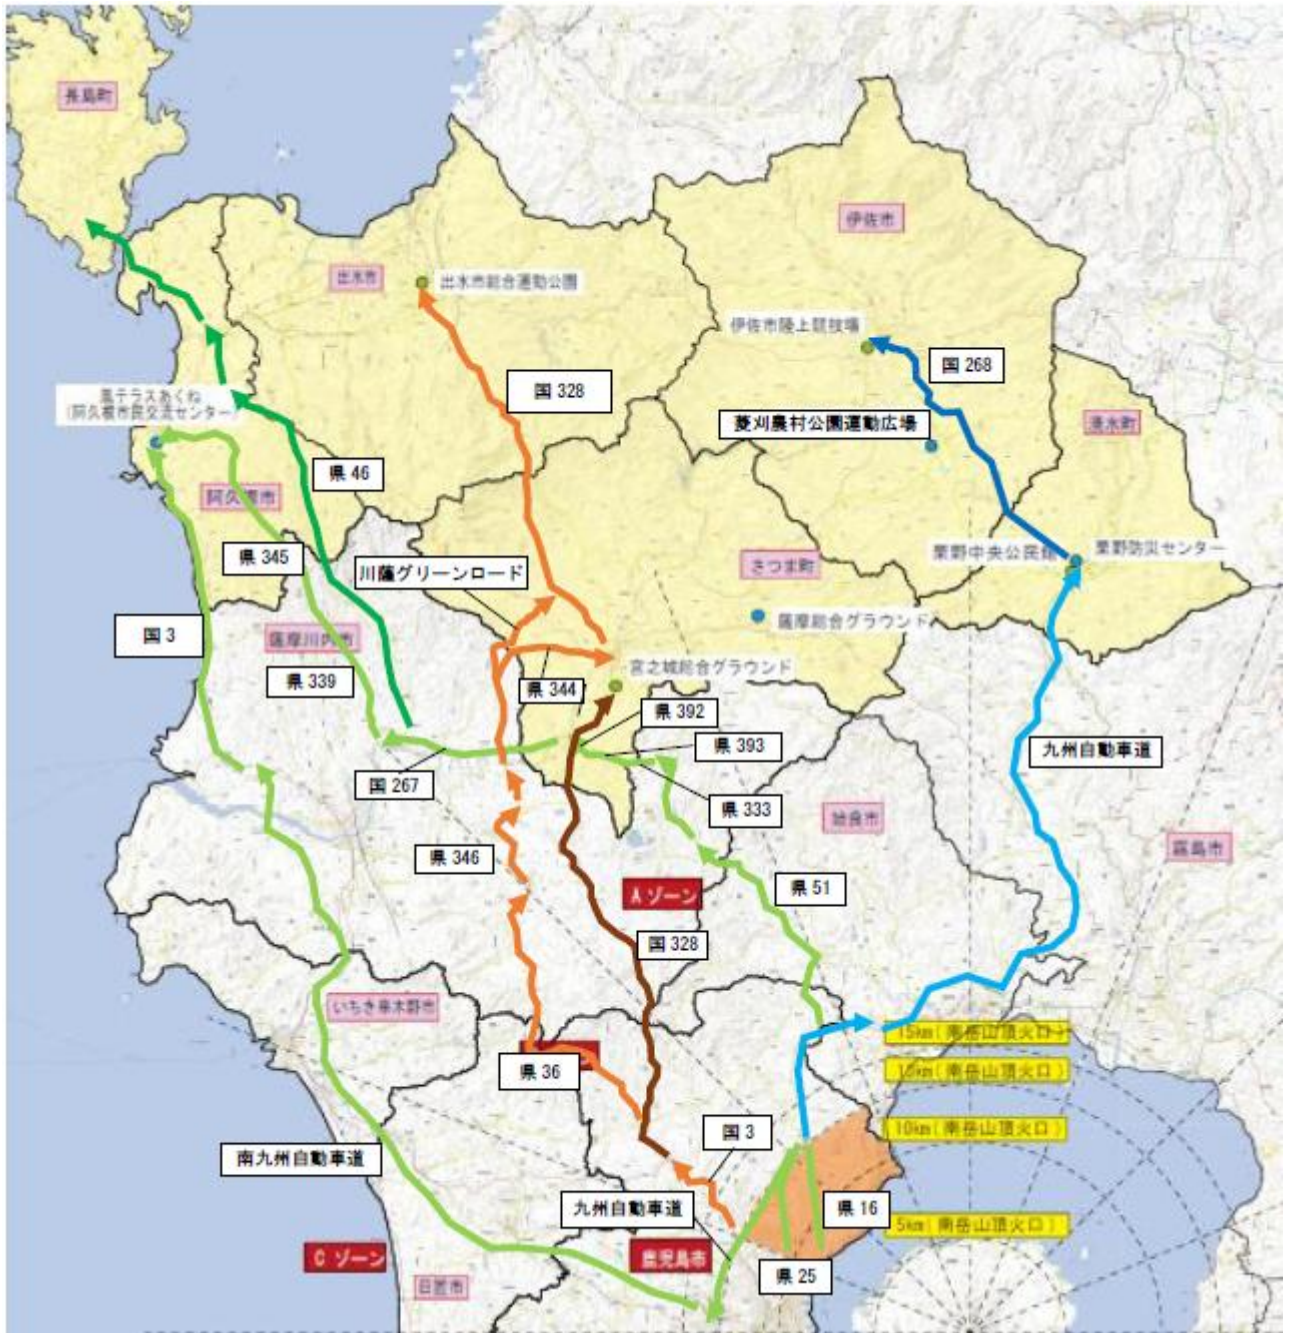 長島町
伊佐市
出水市
出水市総合運動公園
伊佐市陸上競技場
国 268
国 328
風テラスあくね
(阿久根市民交流センター)
菱刈農村公園運動広場
湧水町
県 46
阿久根市
県 345
川薩グリーンロード
さつま町
栗野中央公民館
栗野防災センター
国 3
薩摩川内市
薩摩総合グラウンド
県 339
県 344
宮之城総合グラウンド
県 392
県 393
九州自動車道
国 267
県 333
姶良市
霧島市
県 346
県 51
A ゾーン
国 328
いちき串木野市
15km(南岳山頂火口)
県 36
13km(南岳山頂火口)
10km(南岳山頂火口)
国 3
南九州自動車道
九州自動車道
県 16
5km(南岳山頂火口)
C ゾーン
鹿児島市
県 25
日置市